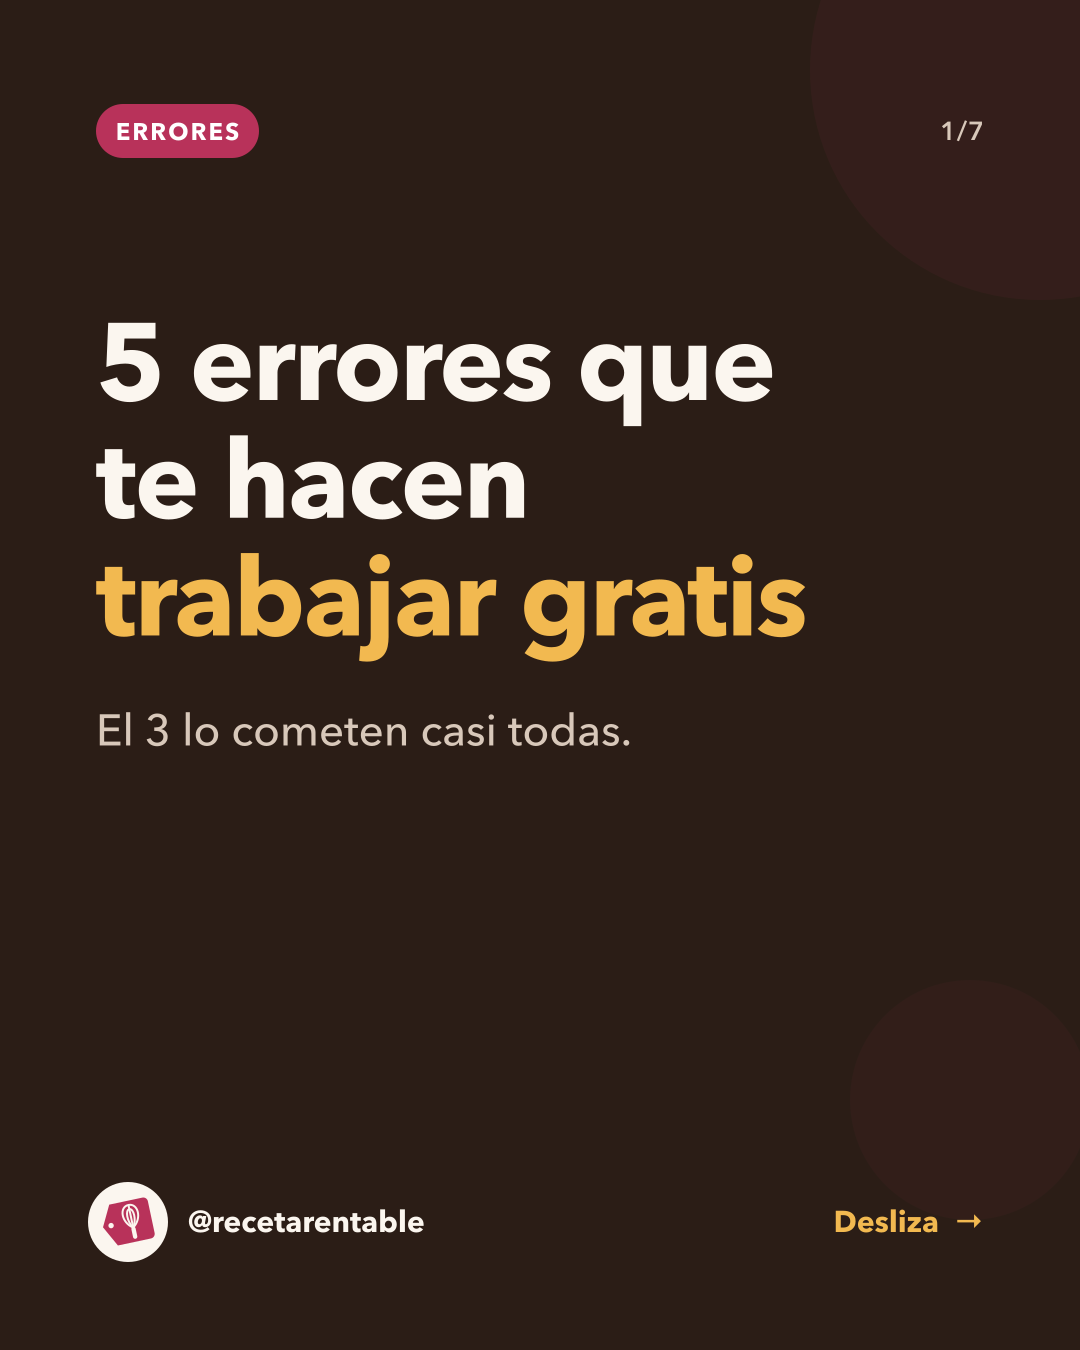 ERRORES
1/7
5 errores que
te hacen
trabajar gratis
El 3 lo cometen casi todas.
@recetarentable
Desliza →